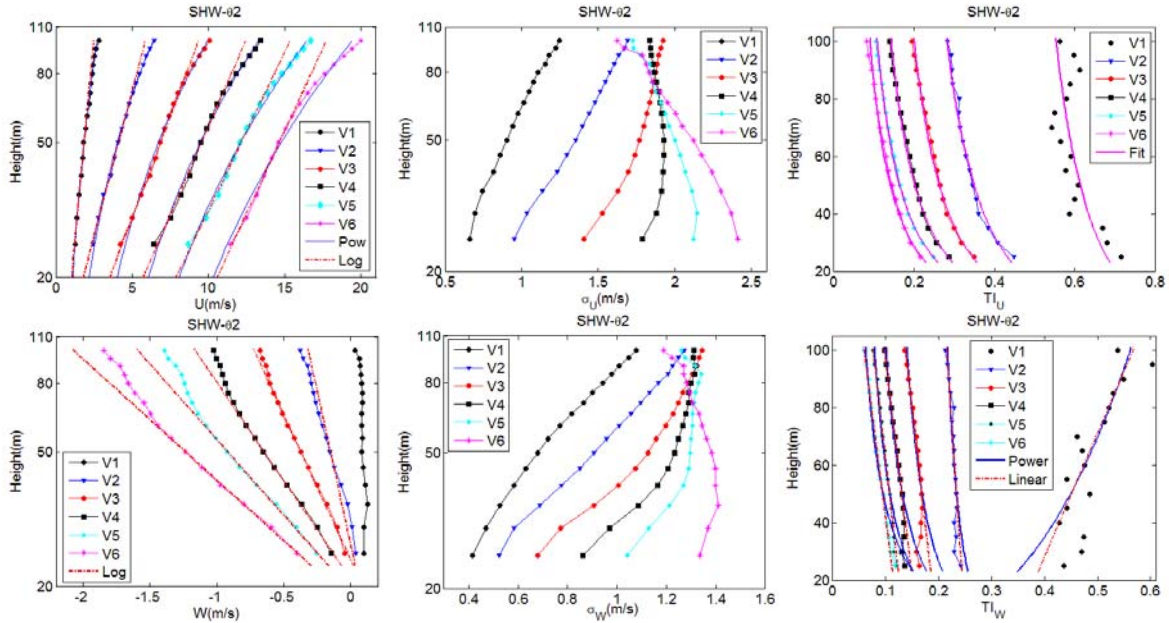 SHW-θ2
110
80
50
20
Height(m)
0 5 10 15 20
U(m/s)
V1
V2
V3
V4
V5
V6
Pow
Log
SHW-θ2
110
80
50
20
Height(m)
1 1.5 2 2.5 3
σU(m/s)
V1
V2
V3
V4
V5
V6
SHW-θ2
100
80
60
40
20
Height(m)
0 0.2 0.4 0.6 0.8
TIU
V1
V2
V3
V4
V5
V6
Fit
SHW-θ2
110
80
50
20
Height(m)
-2 -1.5 -1 -0.5 0
W(m/s)
V1
V2
V3
V4
V5
V6
Log
SHW-θ2
110
80
50
20
Height(m)
0.4 0.6 0.8 1 1.2 1.4 1.6
σW(m/s)
V1
V2
V3
V4
V5
V6
SHW-θ2
100
80
60
40
20
Height(m)
0 0.1 0.2 0.3 0.4 0.5 0.6
TIW
V1
V2
V3
V4
V5
V6
Power
Linear